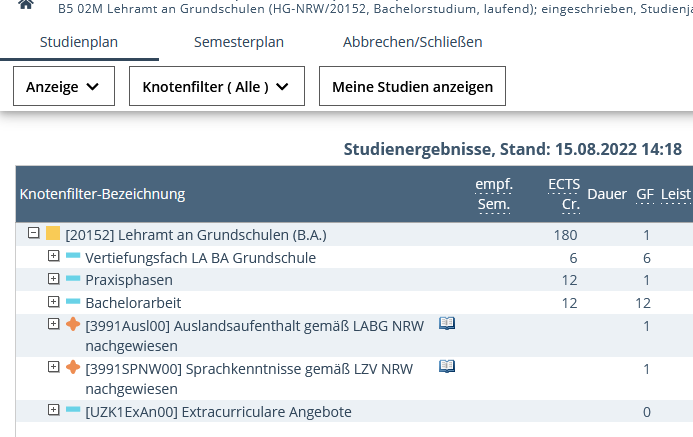 B5 02M Lehramt an Grundschulen (HG-NRW/20152, Bachelorstudium, laufend); eingeschrieben, Studienja
Studienplan Semesterplan Abbrechen/Schließen
Anzeige Knotenfilter ( Alle ) Meine Studien anzeigen
Studienergebnisse, Stand: 15.08.2022 14:18
Knotenfilter-Bezeichnung empf. Sem. ECTS Cr. Dauer GF Leist
[20152] Lehramt an Grundschulen (B.A.) 180 1
Vertiefungsfach LA BA Grundschule 6 6
Praxisphasen 12 1
Bachelorarbeit 12 12
[3991Ausl00] Auslandsaufenthalt gemäß LABG NRW 1
nachgewiesen
[3991SPNW00] Sprachkenntnisse gemäß LZV NRW 1
nachgewiesen
[UZK1ExAn00] Extracurriculare Angebote 0